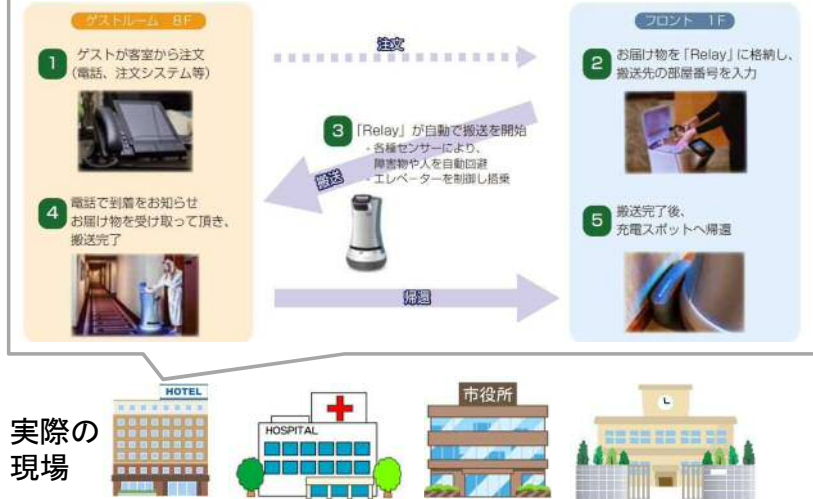 ゲストルーム 8F
フロント 1F
1
ゲストが客室から注文
(電話、注文システム等)
注文
2
お届け物を「Relay」に格納し、
搬送先の部屋番号を入力
3
「Relay」が自動で搬送を開始
- 各種センサーにより、
障害物や人を自動回避
- エレベーターを制御し搭乗
搬送
4
電話で到着をお知らせ
お届け物を受け取って頂き、
搬送完了
5
搬送完了後、
充電スポットへ帰還
帰還
実際の
現場
HOTEL
HOSPITAL
市役所